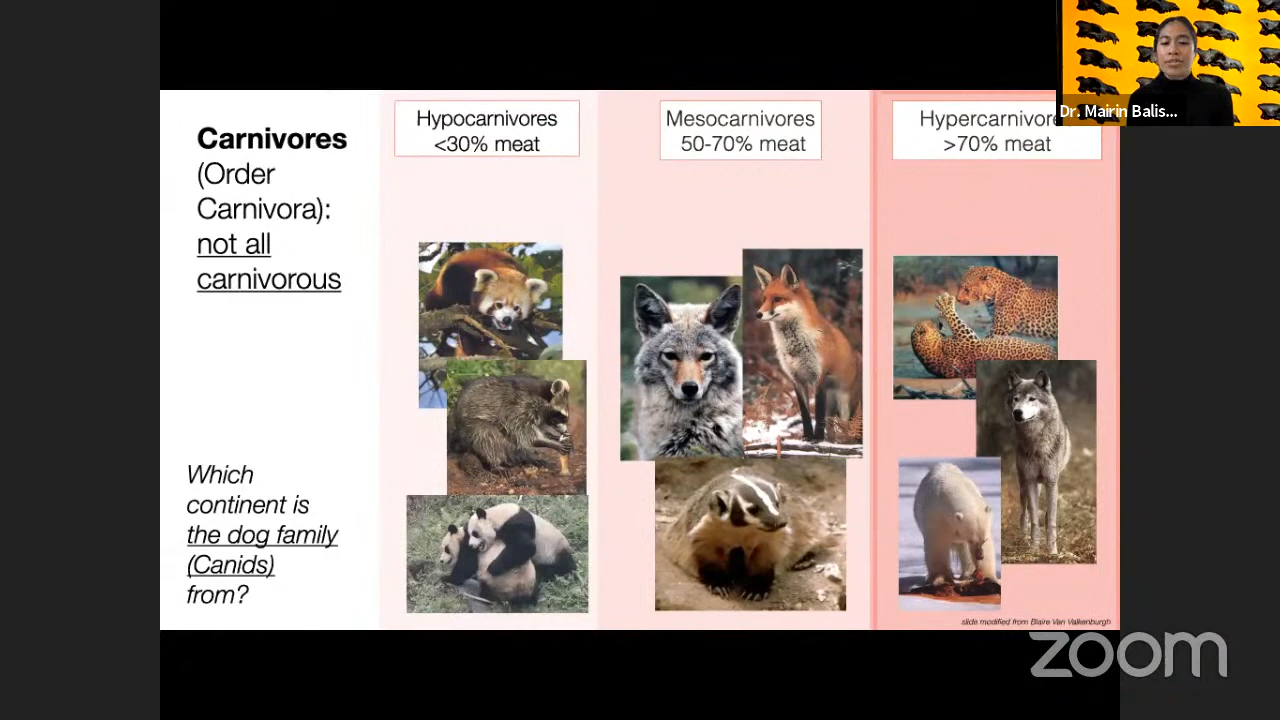 Carnivores
(Order
Carnivora):
not all
carnivorous
Which
continent is
the dog family
(Canids)
from?
Hypocarnivores
<30% meat
Mesocarnivores
50-70% meat
Hypercarnivore
>70% meat
slide modified from Blaire Van Valkenburgh
Dr. Mairin Balis...
zoom